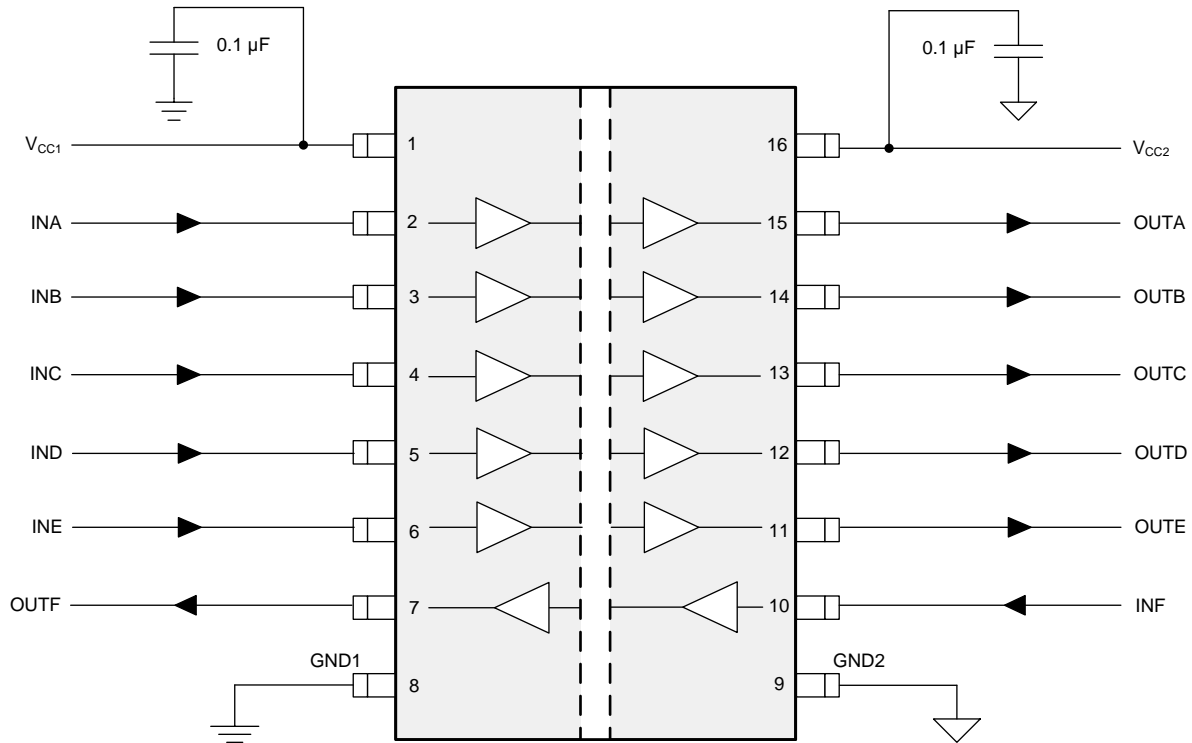 0.1 µF
0.1 µF
VCC1
1
16
VCC2
INA
2
15
OUTA
INB
3
14
OUTB
INC
4
13
OUTC
IND
5
12
OUTD
INE
6
11
OUTE
OUTF
7
10
INF
GND1
GND2
8
9